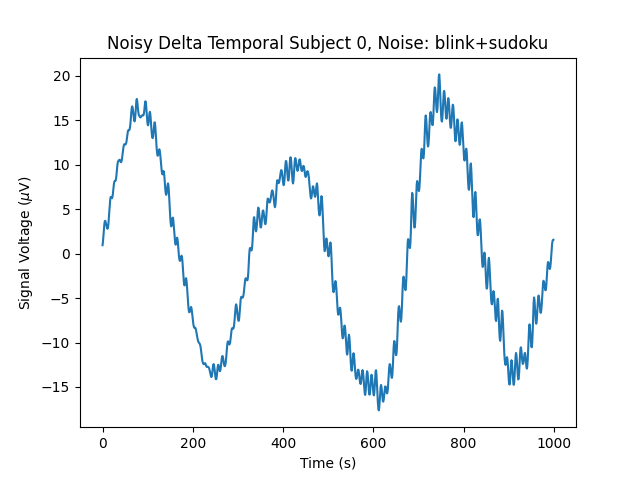 Noisy Delta Temporal Subject 0, Noise: blink+sudoku
20
15
10
5
0
−5
−10
−15
Signal Voltage (μV)
0 200 400 600 800 1000
Time (s)